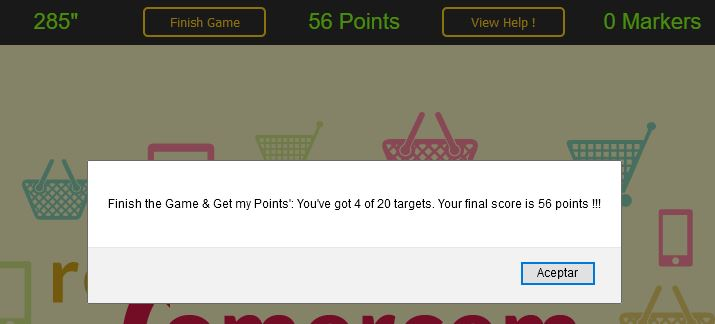 285"
Finish Game
56 Points
View Help !
0 Markers
Finish the Game & Get my Points': You've got 4 of 20 targets. Your final score is 56 points !!!
Aceptar